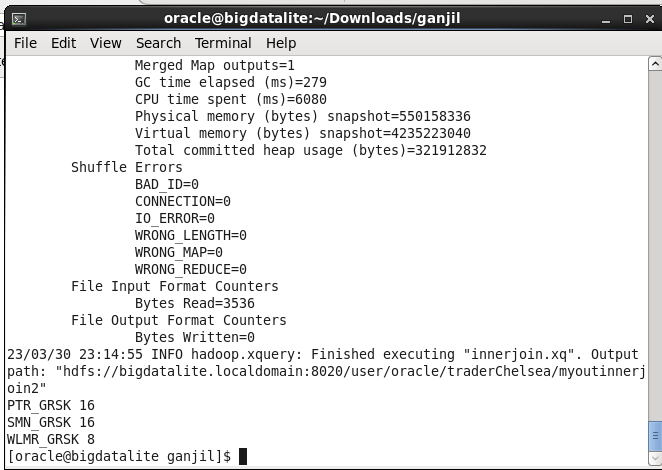 oracle@bigdatalite:~/Downloads/ganjil
File Edit View Search Terminal Help
Merged Map outputs=1
GC time elapsed (ms)=279
CPU time spent (ms)=6080
Physical memory (bytes) snapshot=550158336
Virtual memory (bytes) snapshot=4235223040
Total committed heap usage (bytes)=321912832
Shuffle Errors
BAD_ID=0
CONNECTION=0
IO_ERROR=0
WRONG_LENGTH=0
WRONG_MAP=0
WRONG_REDUCE=0
File Input Format Counters
Bytes Read=3536
File Output Format Counters
Bytes Written=0
23/03/30 23:14:55 INFO hadoop.xquery: Finished executing "innerjoin.xq". Output
path: "hdfs://bigdatalite.localdomain:8020/user/oracle/traderChelsea/myoutinnerj
oin2"
PTR_GRSK 16
SMN_GRSK 16
WLMR_GRSK 8
[oracle@bigdatalite ganjil]$